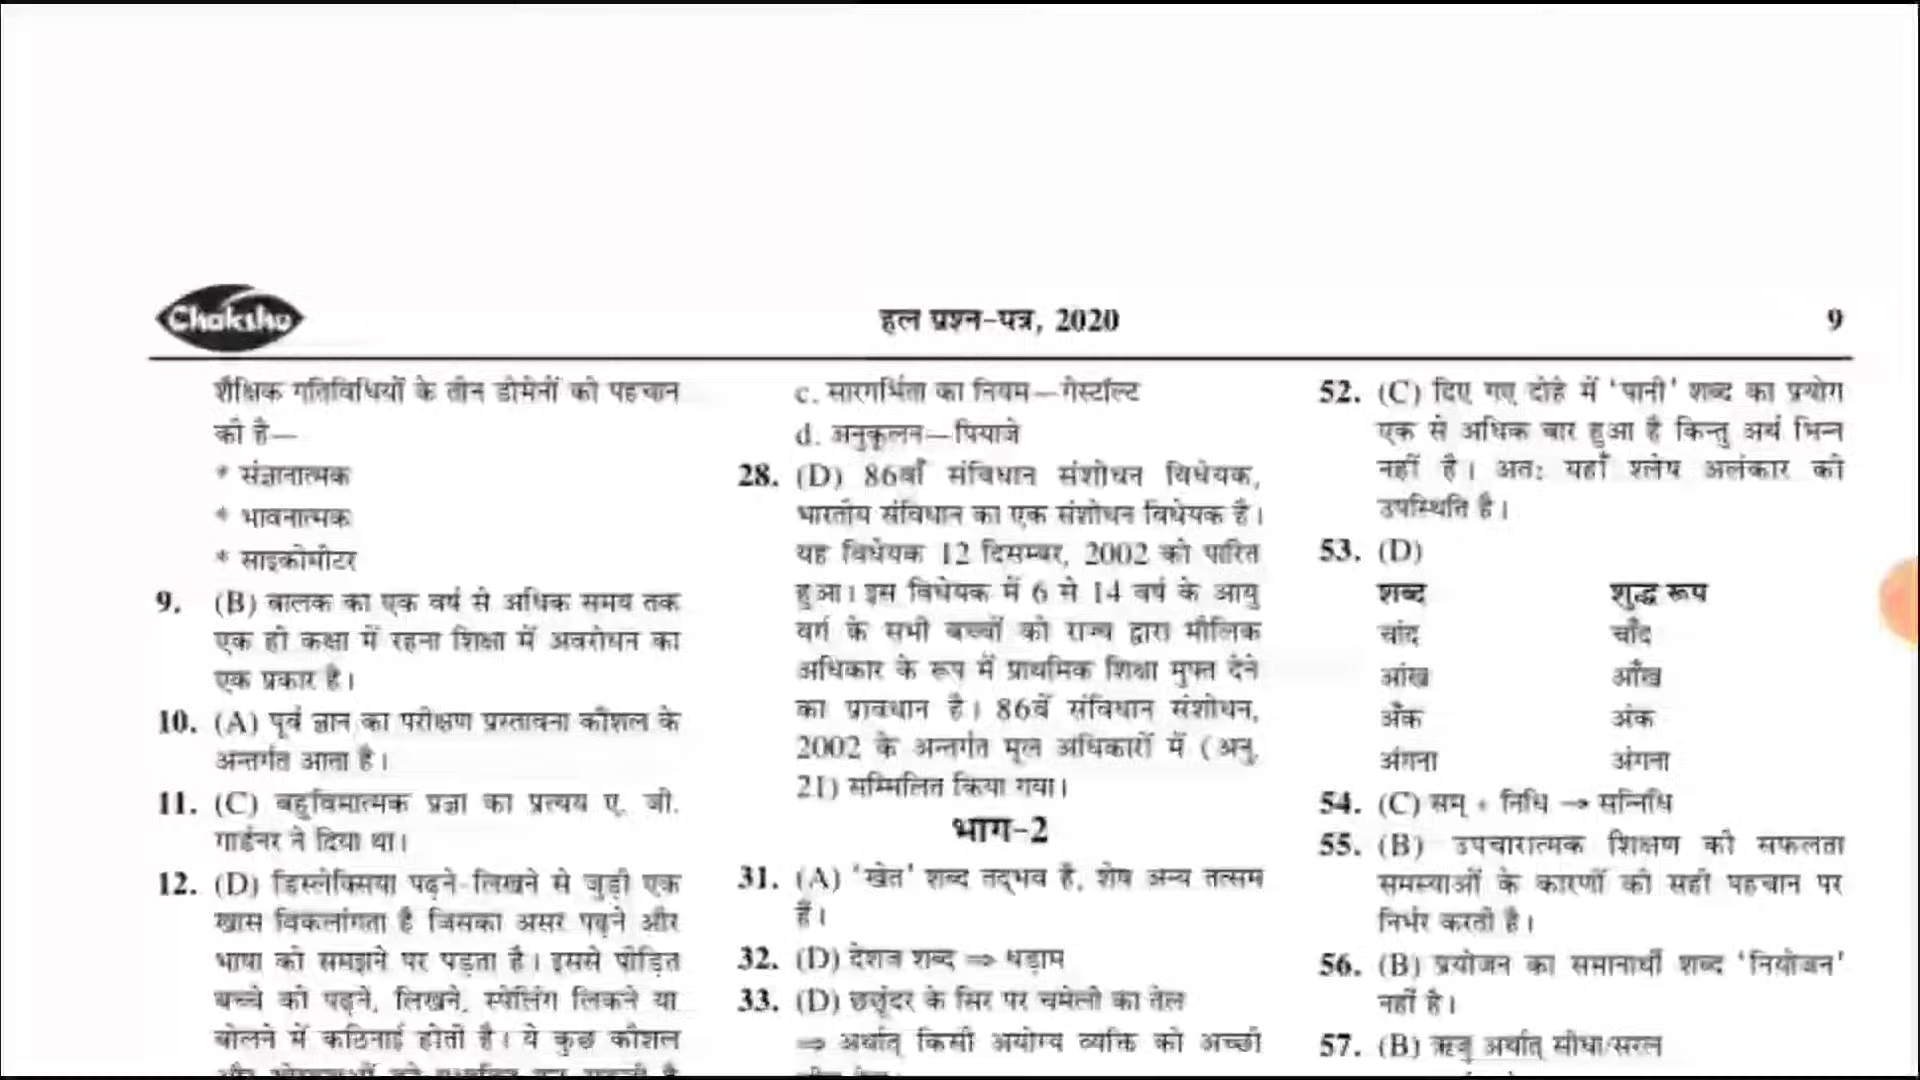 Chakshu
हल प्रश्न-पत्र, 2020
9
शैक्षिक गतिविधियों के तीन डोमेनों को पहचान
की है—
* संज्ञानात्मक
* भावनात्मक
* साइकोमीटर
9. (B) बालक का एक वर्ष से अधिक समय तक
एक ही कक्षा में रहना शिक्षा में अवरोधन का
एक प्रकार है।
10. (A) पूर्व ज्ञान का परीक्षण प्रस्तावना कौशल के
अन्तर्गत आता है।
11. (C) बहुविमात्मक प्रज्ञा का प्रत्यय ए. जी.
गार्डनर ने दिया था।
12. (D) डिस्लेक्सिया पढ़ने-लिखने से जुड़ी एक
खास विकलांगता है जिसका असर पढ़ने और
भाषा को समझने पर पड़ता है। इससे पीड़ित
बच्चे को पढ़ने, लिखने, स्पेलिंग लिकने या
बोलने में कठिनाई होती है। ये कुछ कौशल
c. सारगर्भिता का नियम—गेस्टॉल्ट
d. अनुकूलन—पियाजे
28. (D) 86वाँ संविधान संशोधन विधेयक,
भारतीय संविधान का एक संशोधन विधेयक है।
यह विधेयक 12 दिसम्बर, 2002 को पारित
हुआ। इस विधेयक में 6 से 14 वर्ष के आयु
वर्ग के सभी बच्चों को राज्य द्वारा मौलिक
अधिकार के रूप में प्राथमिक शिक्षा मुफ्त देने
का प्रावधान है। 86वें संविधान संशोधन,
2002 के अन्तर्गत मूल अधिकारों में (अनु.
21) सम्मिलित किया गया।
भाग-2
31. (A) 'खेत' शब्द तद्भव है, शेष अन्य तत्सम
हैं।
32. (D) देशज शब्द ⇒ धड़ाम
33. (D) छछूंदर के सिर पर चमेली का तेल
⇒ अर्थात् किसी अयोग्य व्यक्ति को अच्छी
52. (C) दिए गए दोहे में 'पानी' शब्द का प्रयोग
एक से अधिक बार हुआ है किन्तु अर्थ भिन्न
नहीं है। अतः यहाँ श्लेष अलंकार की
उपस्थिति है।
53. (D)
शब्द शुद्ध रूप
चांद चाँद
आंख आँख
अँक अंक
अंगना अंगना
54. (C) सम् + निधि → सन्निधि
55. (B) उपचारात्मक शिक्षण की सफलता
समस्याओं के कारणों की सही पहचान पर
निर्भर करती है।
56. (B) प्रयोजन का समानार्थी शब्द 'नियोजन'
नहीं है।
57. (B) ऋजु अर्थात् सीधा/सरल